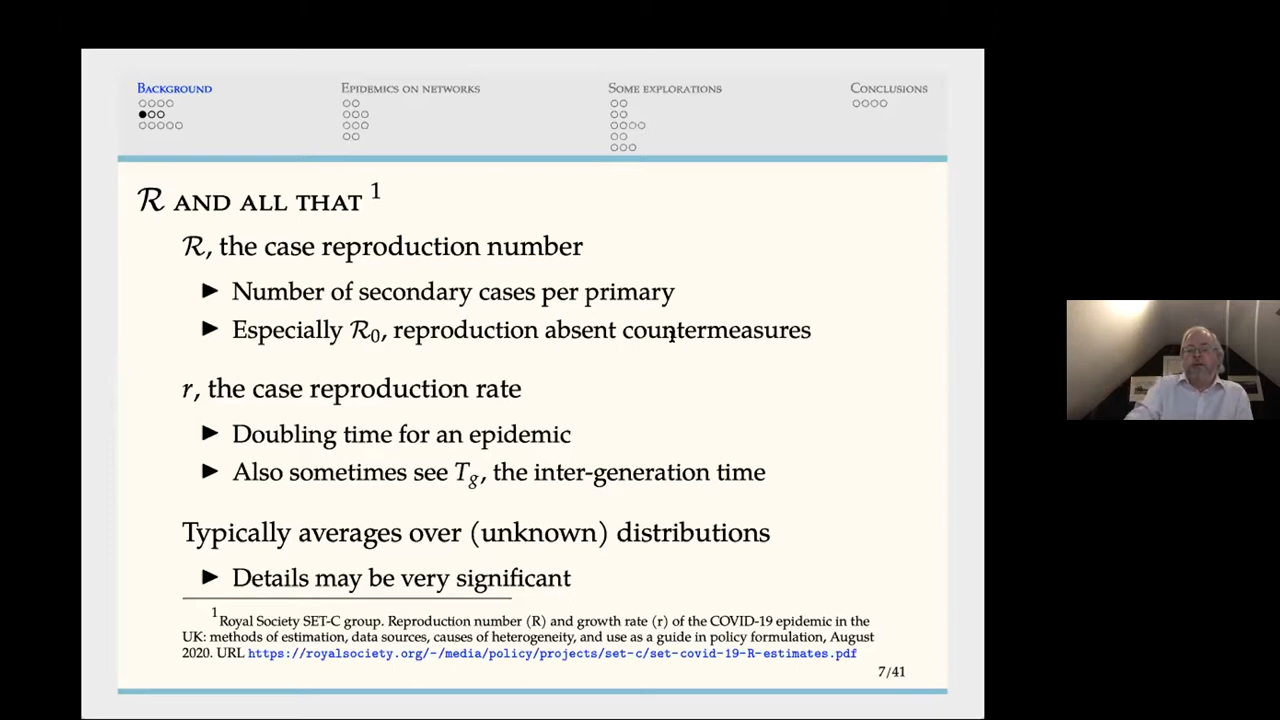 BACKGROUND EPIDEMICS ON NETWORKS SOME EXPLORATIONS CONCLUSIONS
R AND ALL THAT 1
R, the case reproduction number
► Number of secondary cases per primary
► Especially R0, reproduction absent countermeasures
r, the case reproduction rate
► Doubling time for an epidemic
► Also sometimes see Tg, the inter-generation time
Typically averages over (unknown) distributions
► Details may be very significant
1Royal Society SET-C group. Reproduction number (R) and growth rate (r) of the COVID-19 epidemic in the
UK: methods of estimation, data sources, causes of heterogeneity, and use as a guide in policy formulation, August
2020. URL https://royalsociety.org/-/media/policy/projects/set-c/set-covid-19-R-estimates.pdf
7/41